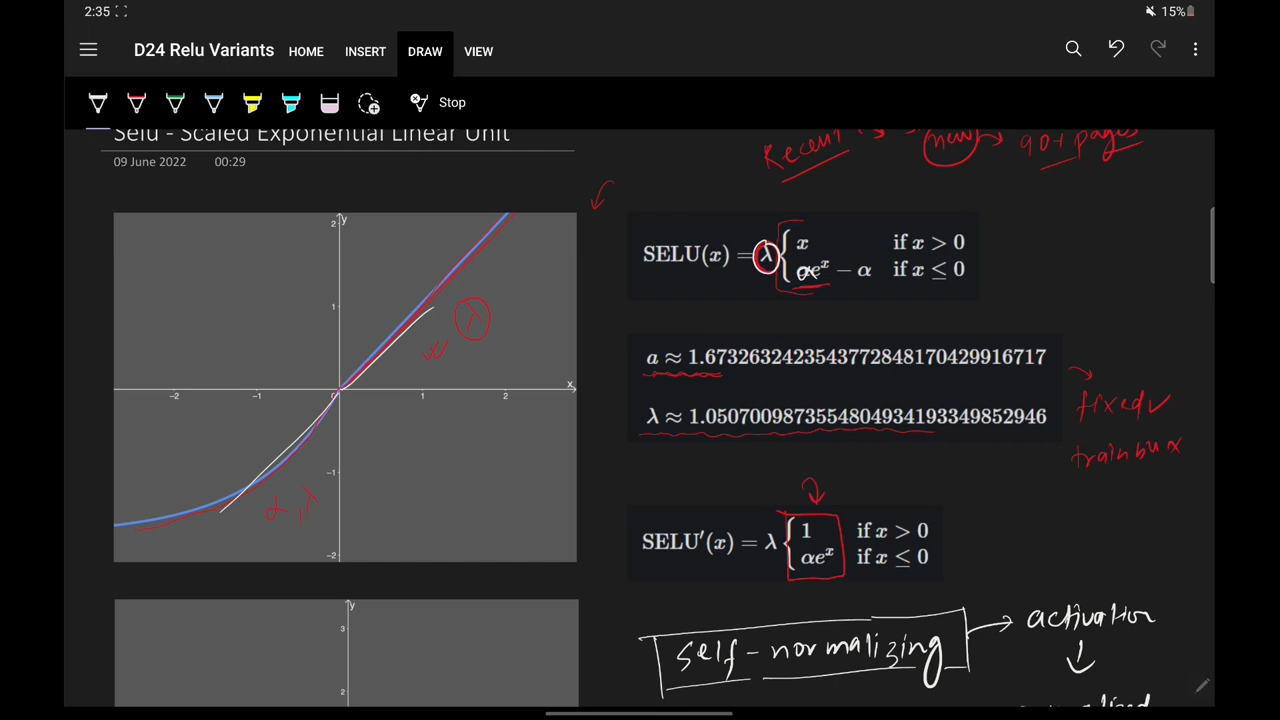 2:35
15%
D24 Relu Variants HOME INSERT DRAW VIEW
Stop
Selu - Scaled Exponential Linear Unit
09 June 2022 00:29
Recent new 90+ pages
SELU(x) = λ { x if x > 0
αe^x − α if x ≤ 0
a ≈ 1.6732632423543772848170429916717
λ ≈ 1.0507009873554804934193349852946
fixed ✓
SELU′(x) = λ { 1 if x > 0
αe^x if x ≤ 0
y
2
1
-2 -1 0 1 2 x
-1
-2
λ
α, λ
y
3
2
self-normalizing → activation